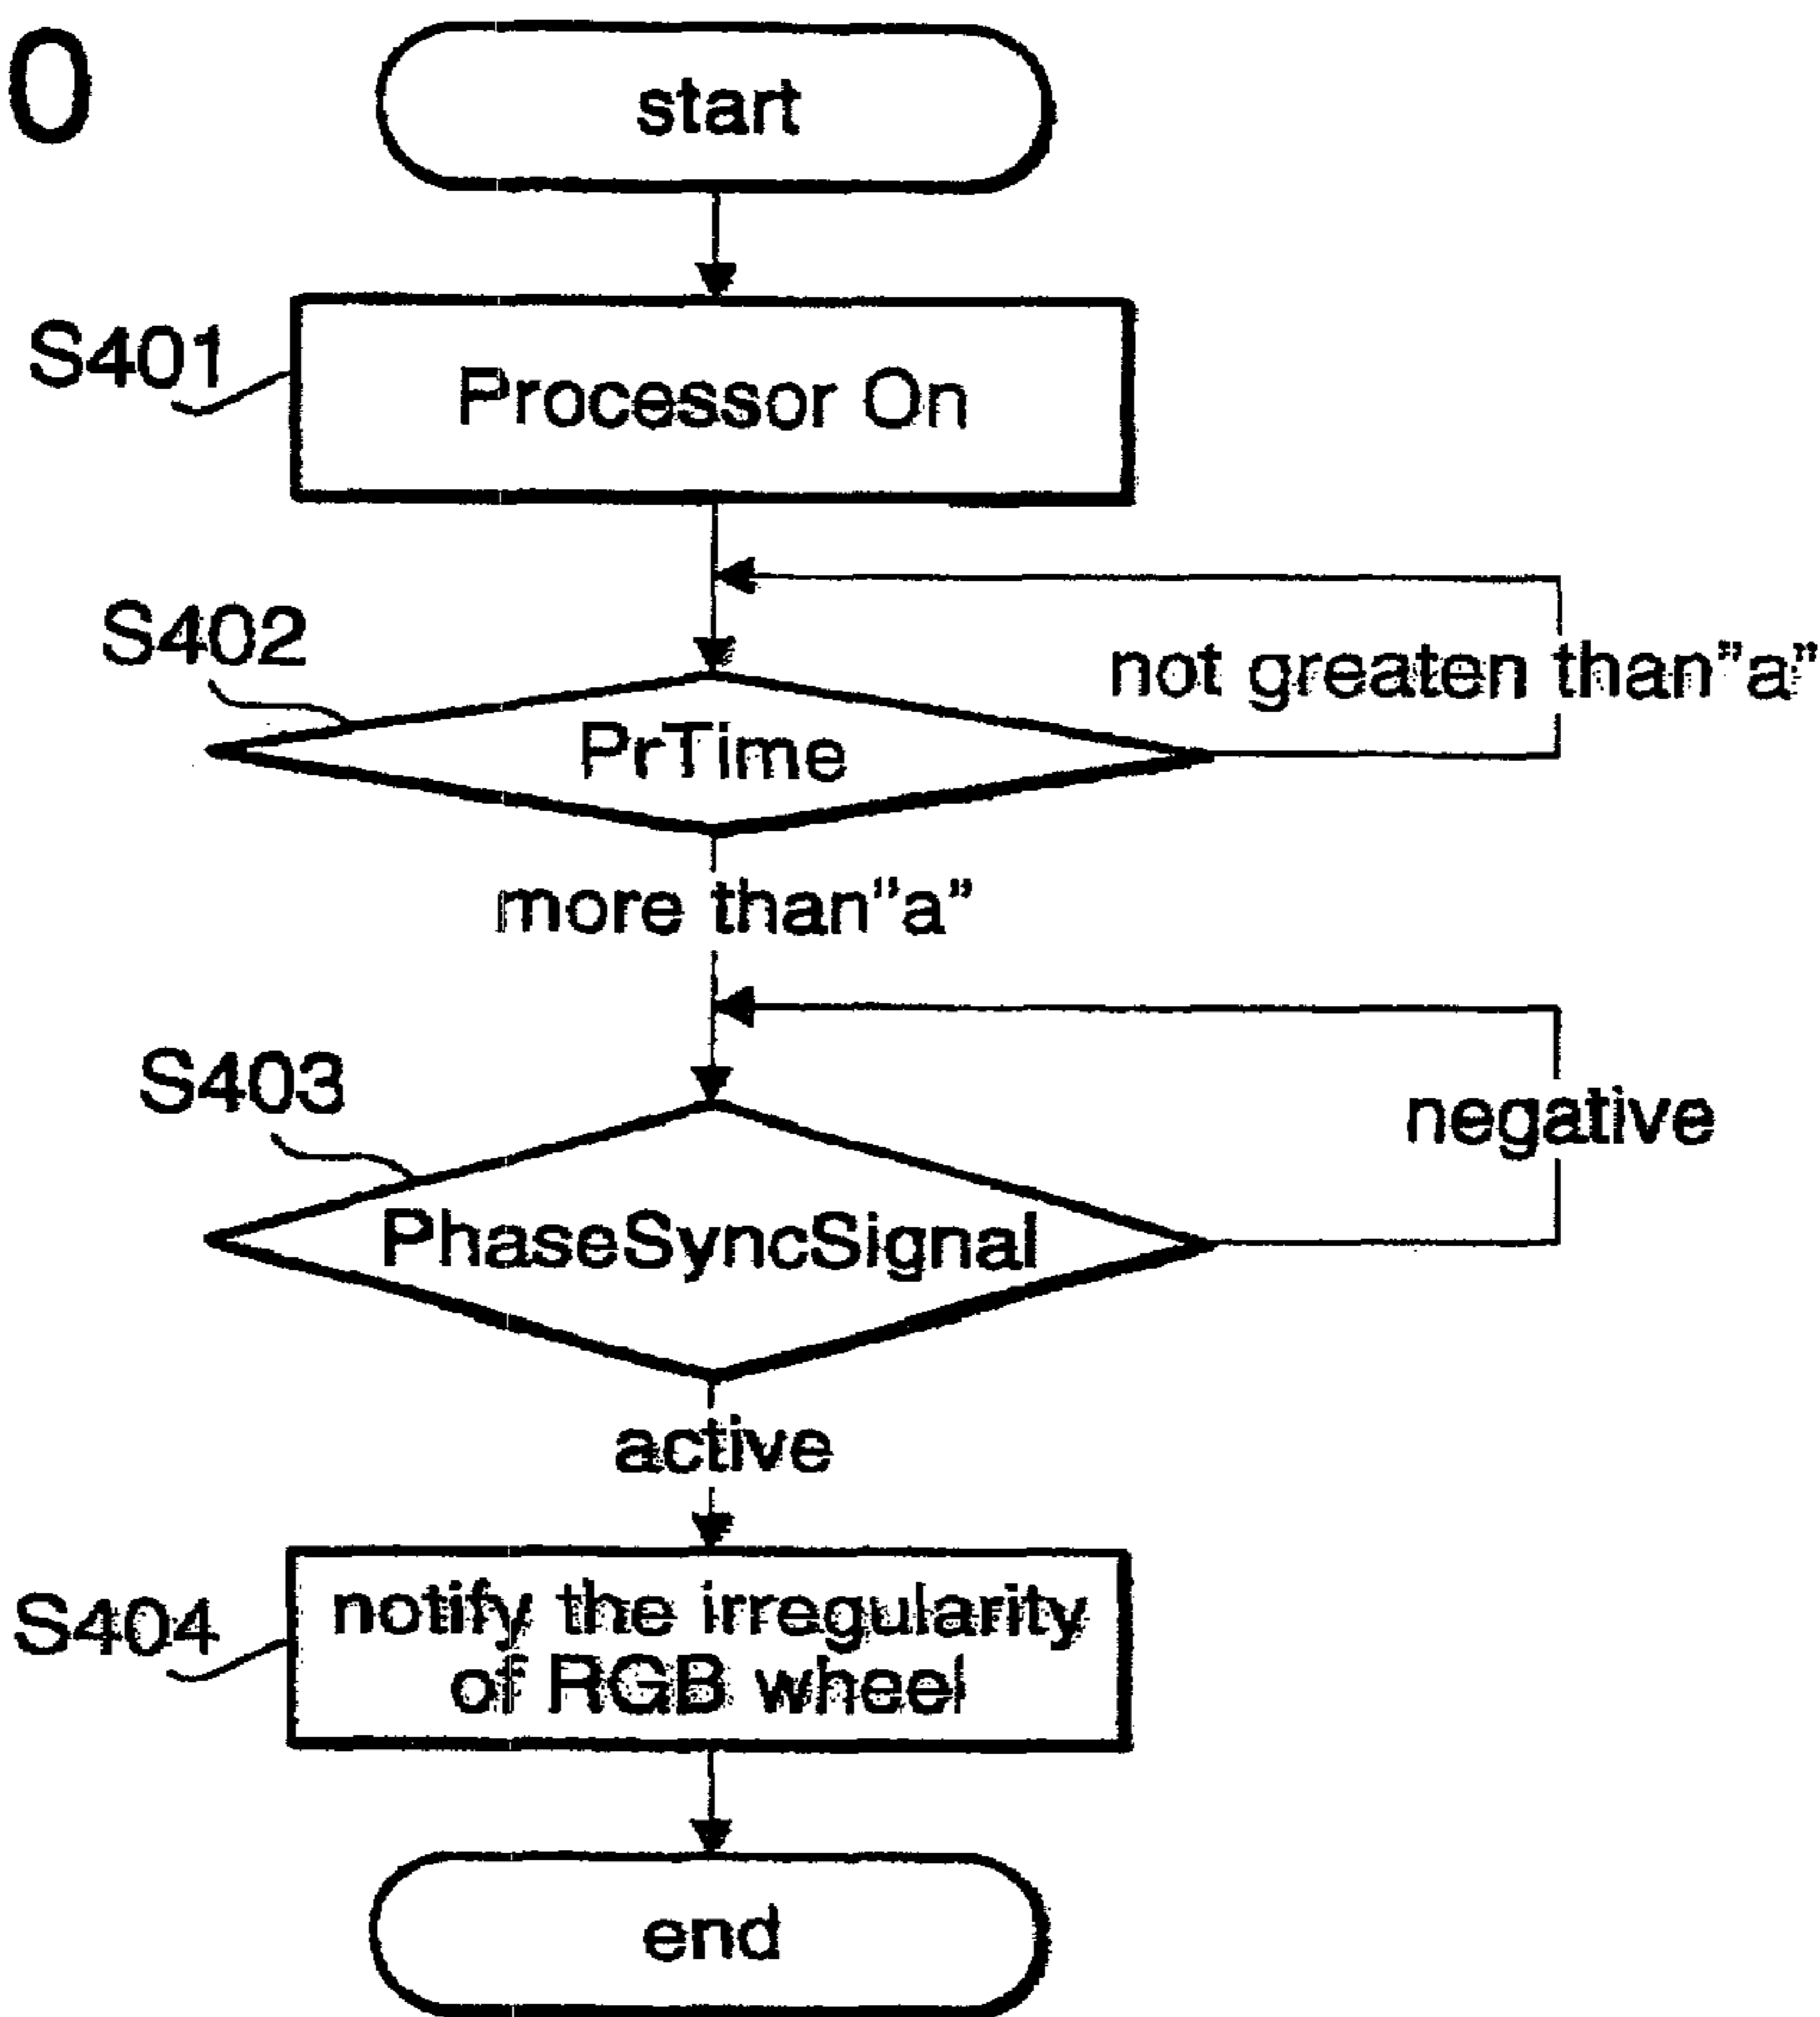 0
start
S401
Processor On
S402
not greaten than"a"
PrTime
more than"a"
S403
negative
PhaseSyncSignal
active
S404
notify the irregularity
of RGB wheel
end